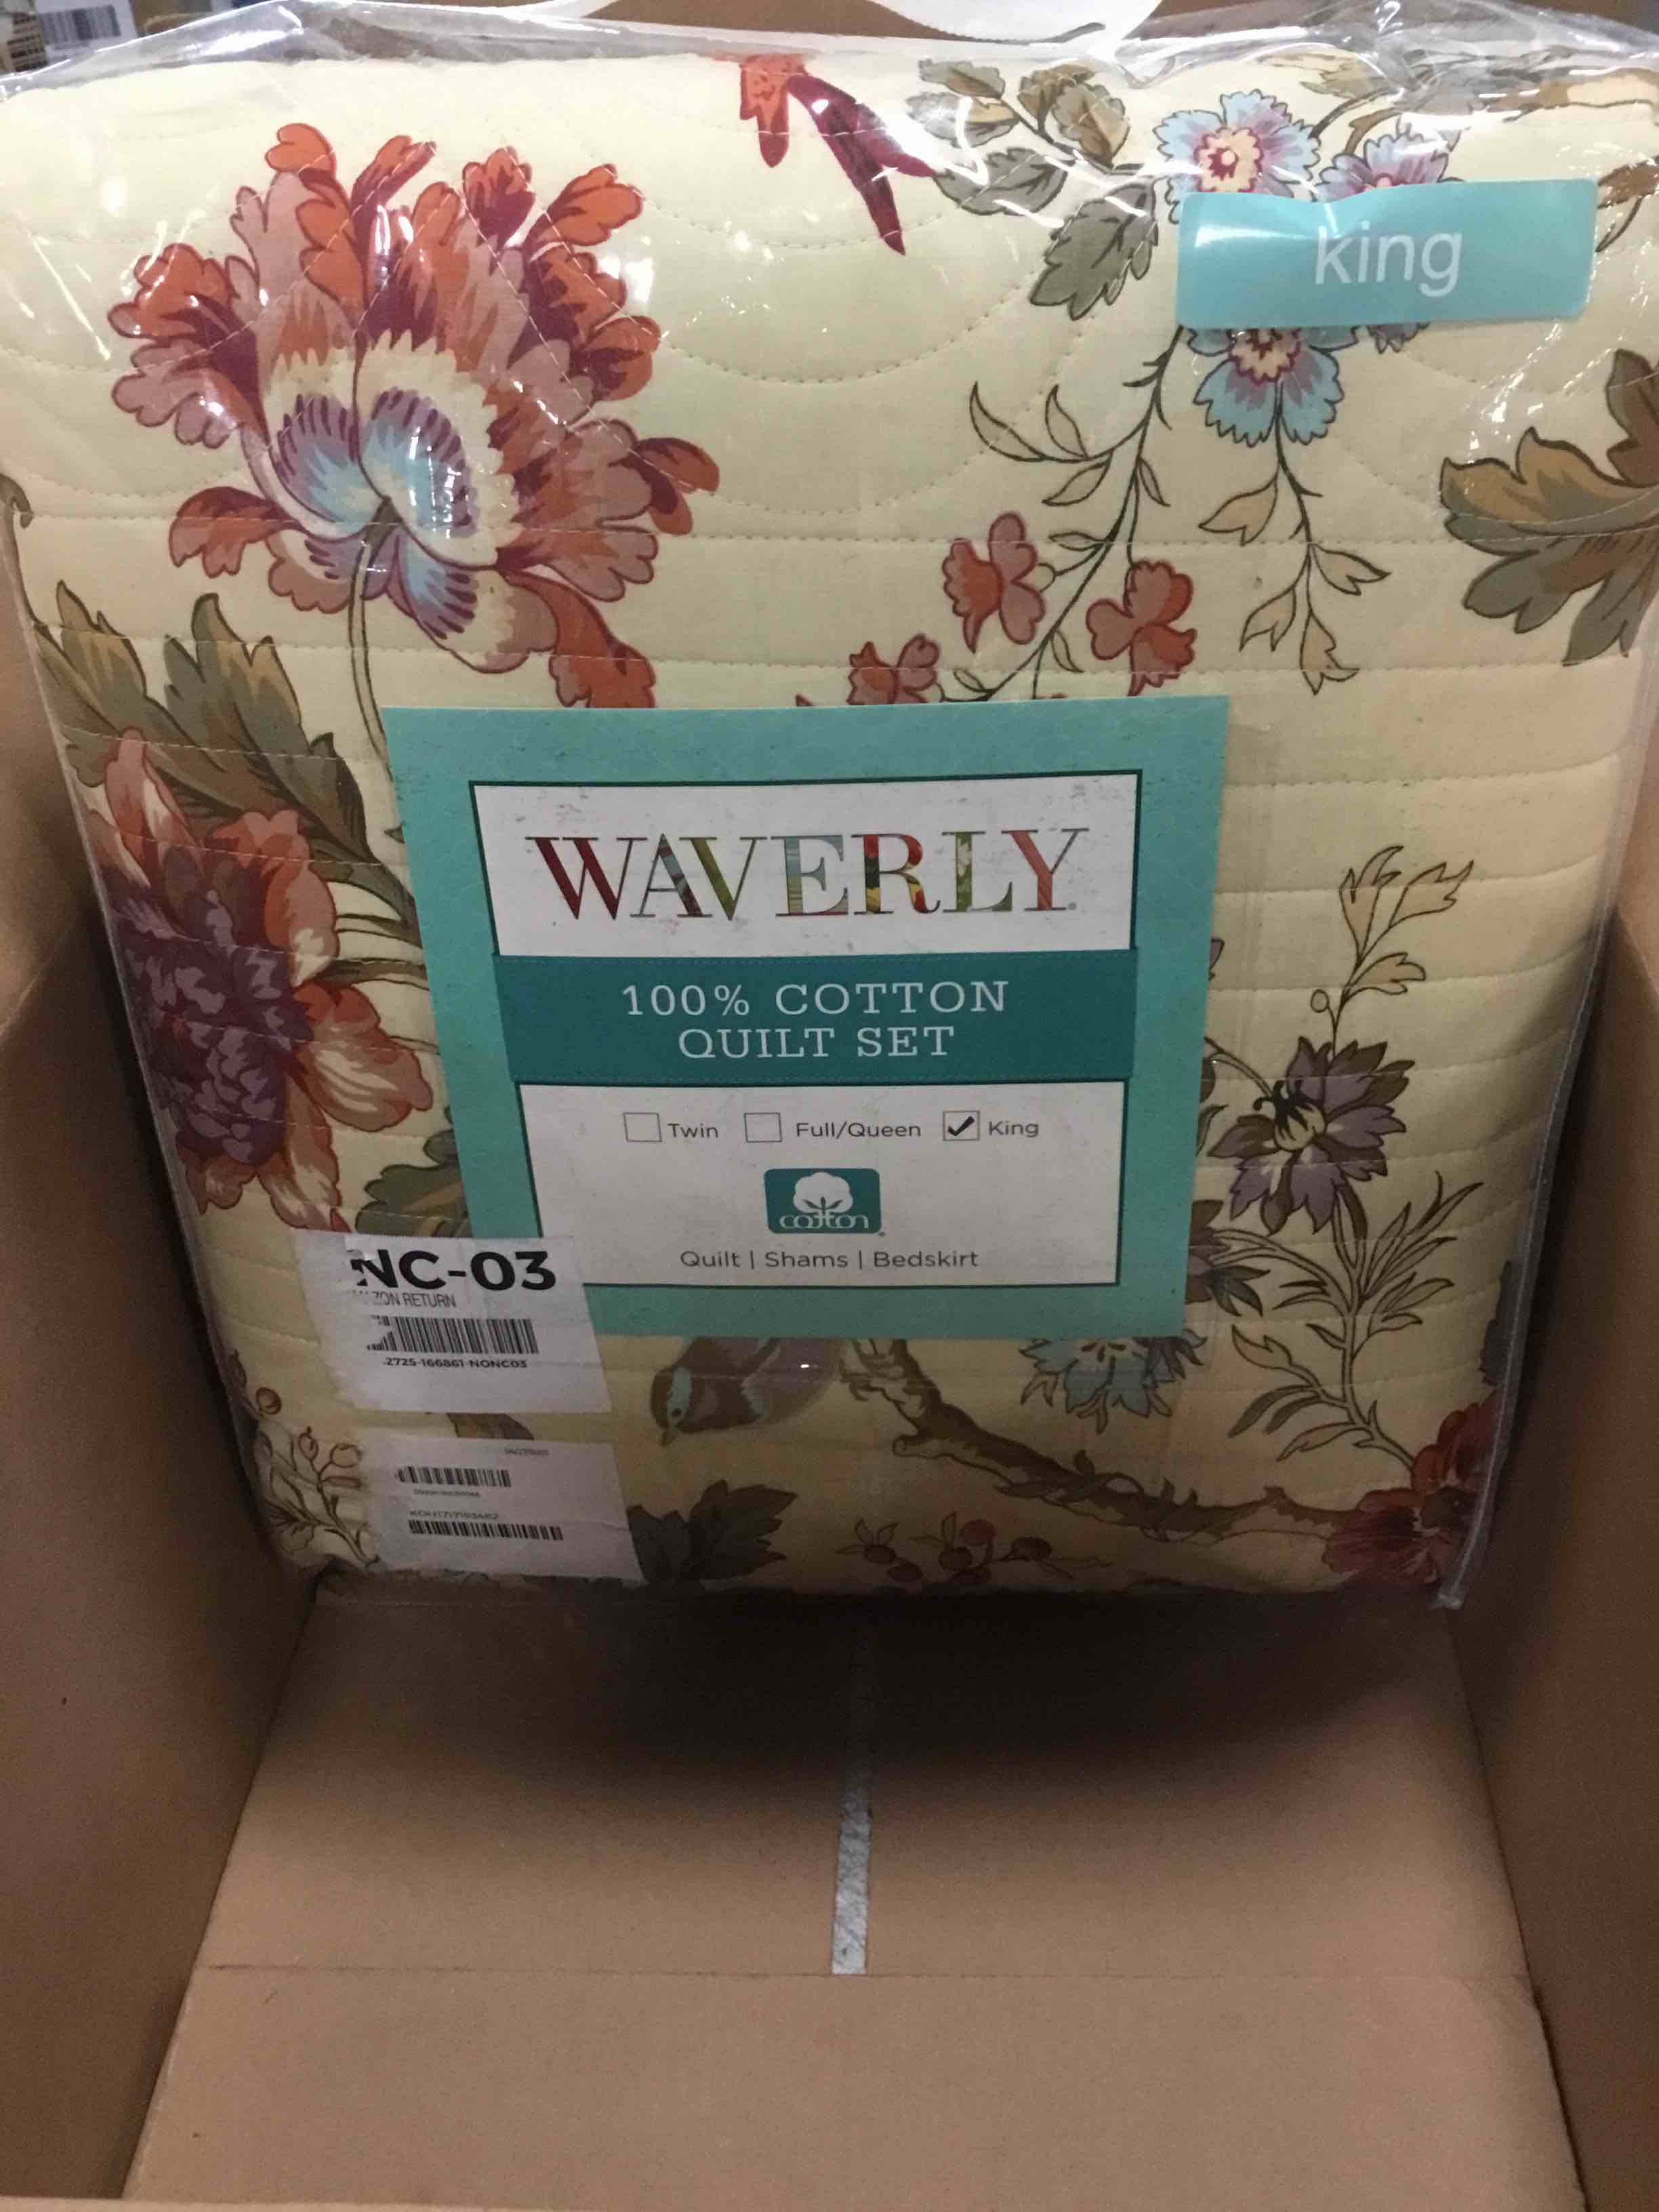 king
WAVERLY
100% COTTON
QUILT SET
Twin Full/Queen King
cotton
Quilt | Shams | Bedskirt
NC-03
RETURN
2725-166861-NONC03